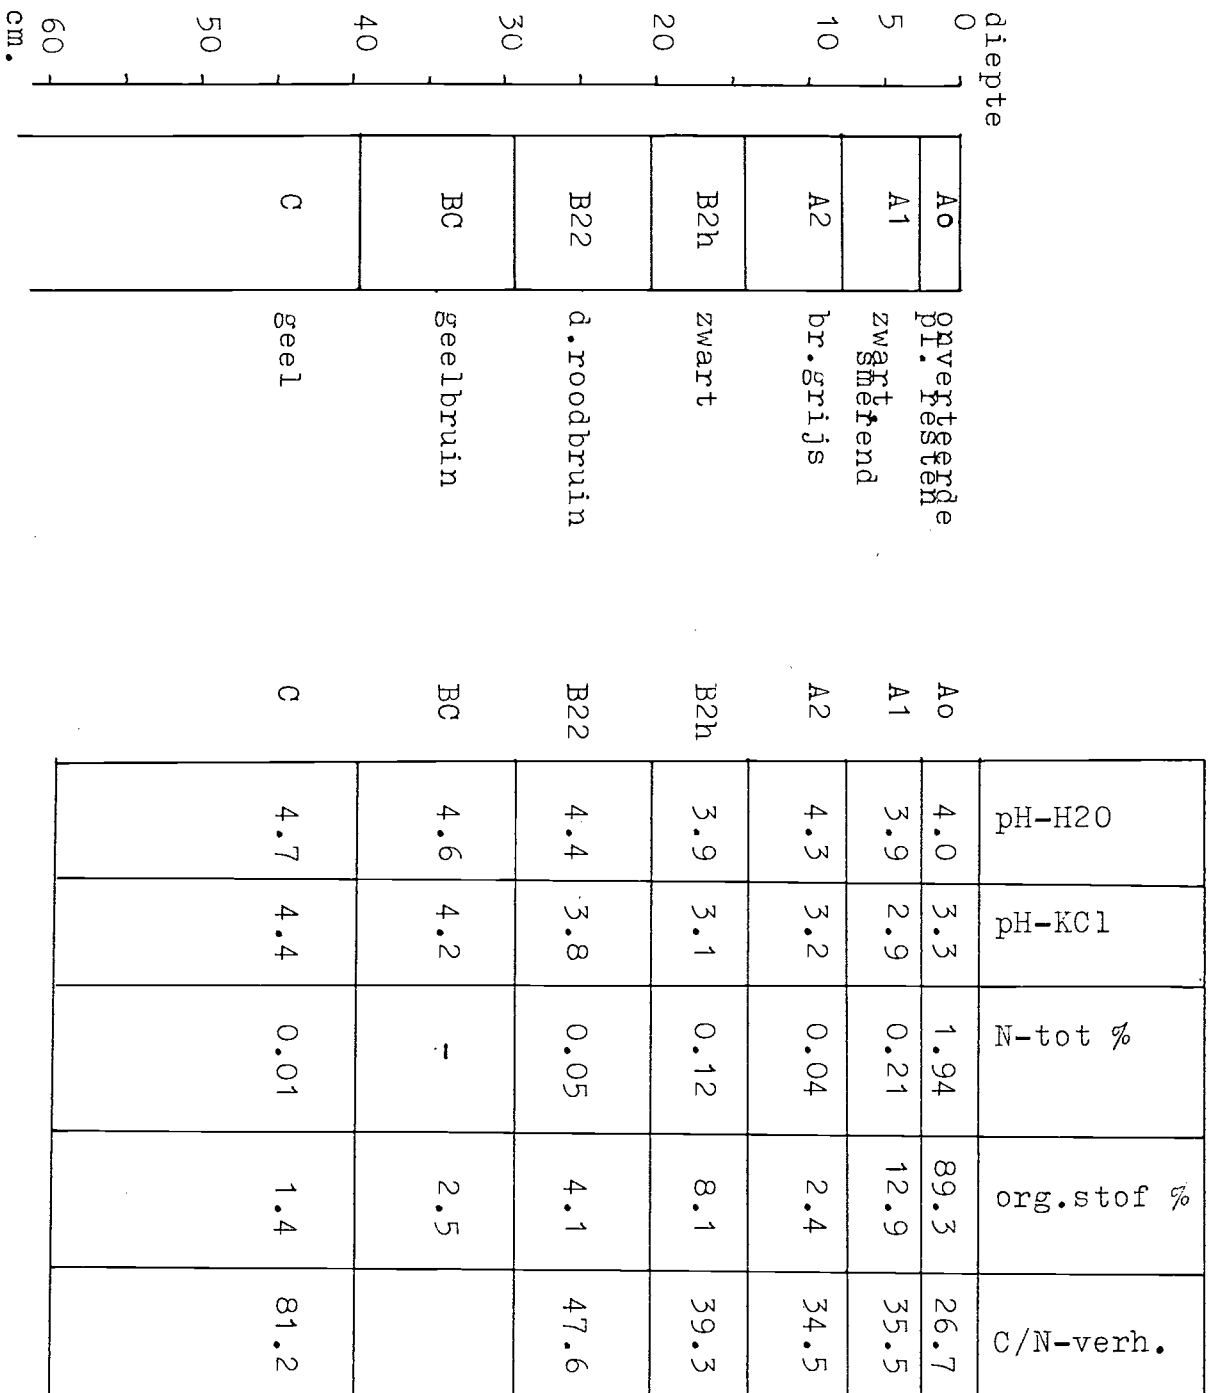 diepte
0
5
10
20
30
40
50
60
cm.
Ao onverteerde
pl. resten
A1 zwart,
smerend
A2 br.grijs
B2h zwart
B22 d.roodbruin
BC geelbruin
C geel
pH-H2O pH-KCl N-tot % org.stof % C/N-verh.
Ao 4.0 3.3 1.94 89.3 26.7
A1 3.9 2.9 0.21 12.9 35.5
A2 4.3 3.2 0.04 2.4 34.5
B2h 3.9 3.1 0.12 8.1 39.3
B22 4.4 3.8 0.05 4.1 47.6
BC 4.6 4.2 - 2.5
C 4.7 4.4 0.01 1.4 81.2